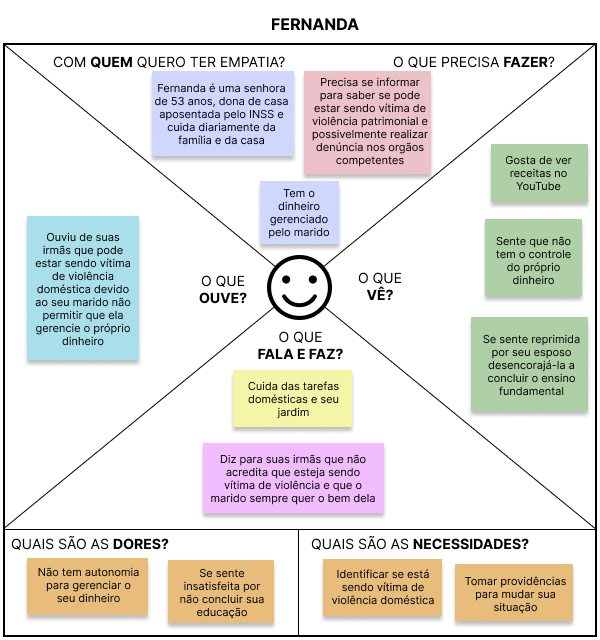 FERNANDA
COM QUEM QUERO TER EMPATIA?
O QUE PRECISA FAZER?
Fernanda é uma senhora
de 53 anos, dona de casa
aposentada pelo INSS e
cuida diariamente da
família e da casa
Precisa se informar
para saber se pode
estar sendo vítima de
violência patrimonial e
possivelmente realizar
denúncia nos orgãos
competentes
Tem o
dinheiro
gerenciado
pelo marido
Gosta de ver
receitas no
YouTube
Sente que não
tem o controle
do próprio
dinheiro
Se sente reprimida
por seu esposo
desencorajá-la a
concluir o ensino
fundamental
O QUE
VÊ?
O QUE
OUVE?
Ouviu de suas
irmãs que pode
estar sendo vítima
de violência
doméstica devido
ao seu marido não
permitir que ela
gerencie o próprio
dinheiro
O QUE
FALA E FAZ?
Cuida das tarefas
domésticas e seu
jardim
Diz para suas irmãs que não
acredita que esteja sendo
vítima de violência e que o
marido sempre quer o bem dela
QUAIS SÃO AS DORES?
Não tem autonomia
para gerenciar o
seu dinheiro
Se sente
insatisfeita por
não concluir sua
educação
QUAIS SÃO AS NECESSIDADES?
Identificar se está
sendo vítima de
violência doméstica
Tomar providências
para mudar sua
situação